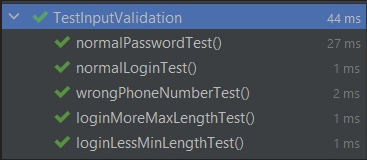 TestInputValidation 44 ms
normalPasswordTest() 27 ms
normalLoginTest() 1 ms
wrongPhoneNumberTest() 2 ms
loginMoreMaxLengthTest() 1 ms
loginLessMinLengthTest() 1 ms